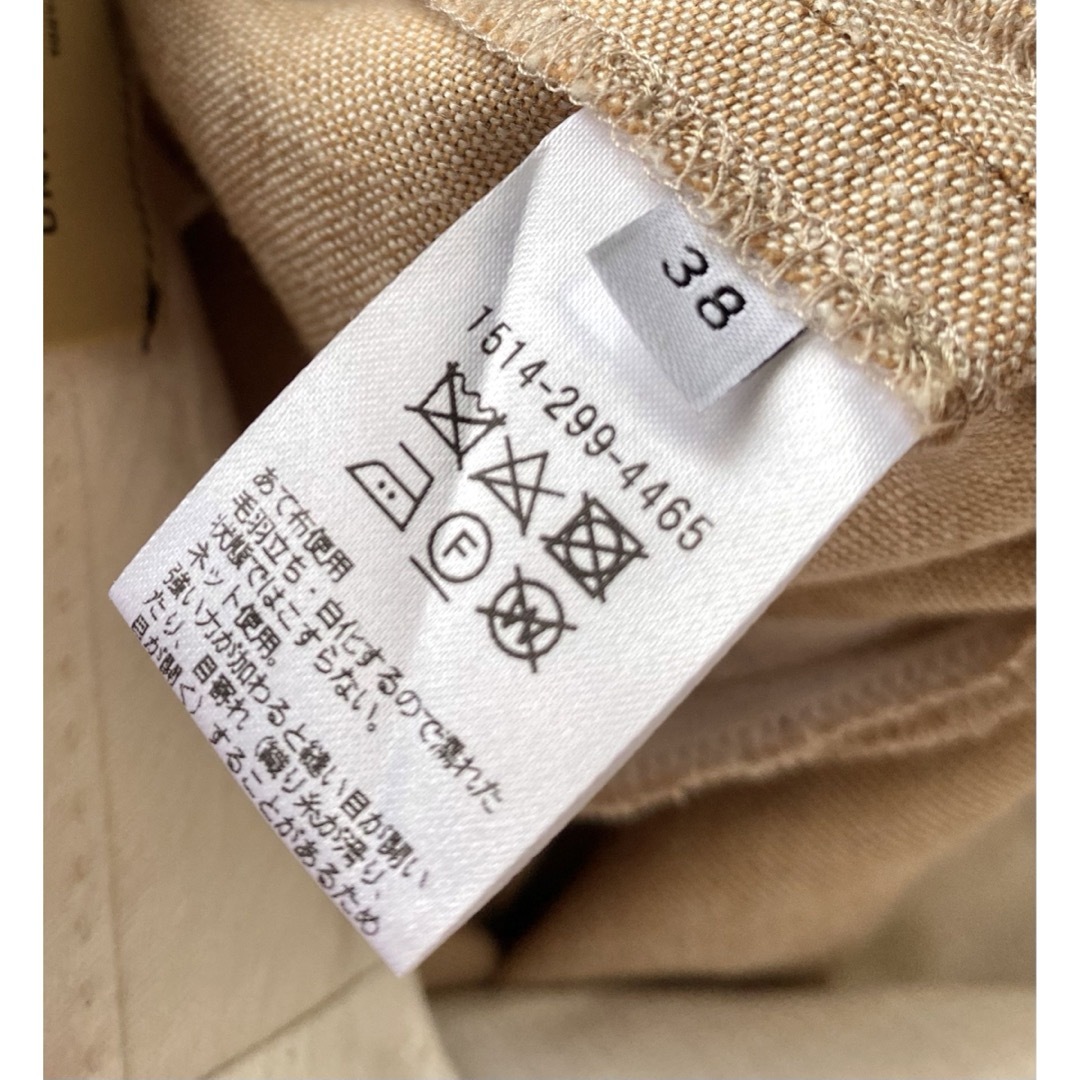 38
1514-299-4465
F
W
あて布使用
毛羽立ち・白化するので濡れた
状態ではこすらない。
ネット使用。
強い力が加わると縫い目が開い
たり、目寄れ（織り糸が滑り、
目が開く）することがあるため